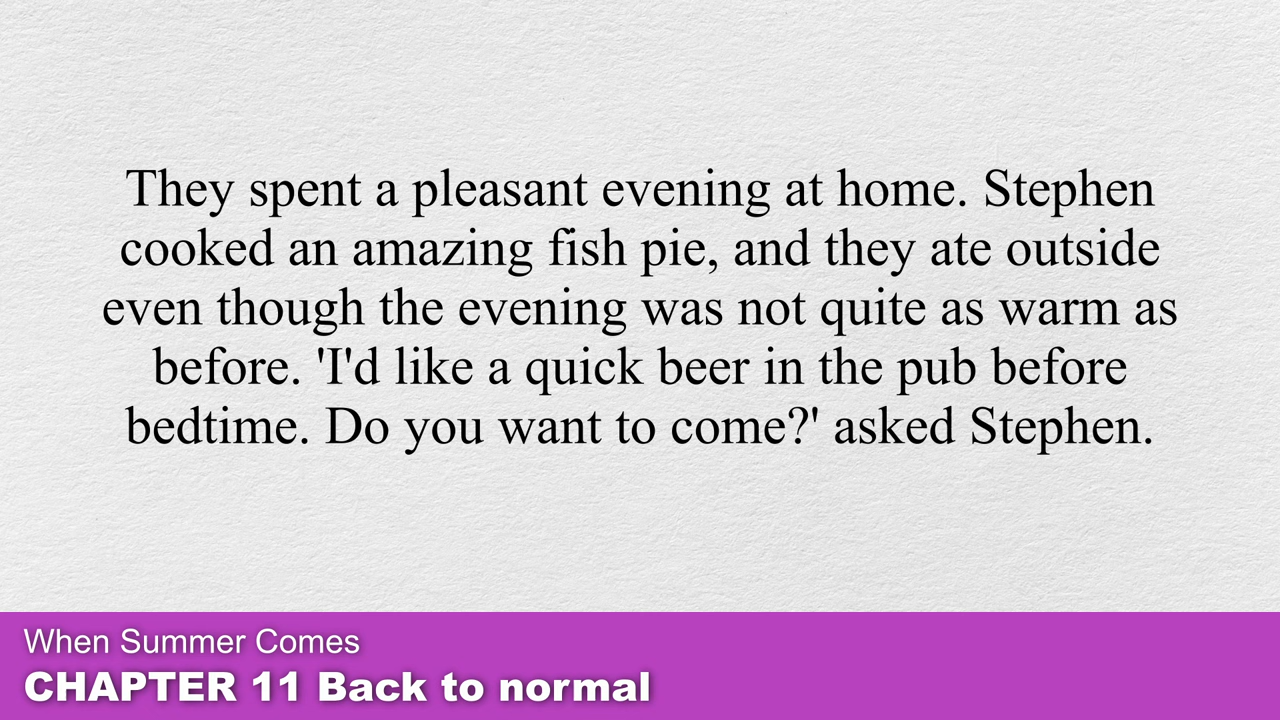 They spent a pleasant evening at home. Stephen
cooked an amazing fish pie, and they ate outside
even though the evening was not quite as warm as
before. 'I'd like a quick beer in the pub before
bedtime. Do you want to come?' asked Stephen.
When Summer Comes
CHAPTER 11 Back to normal